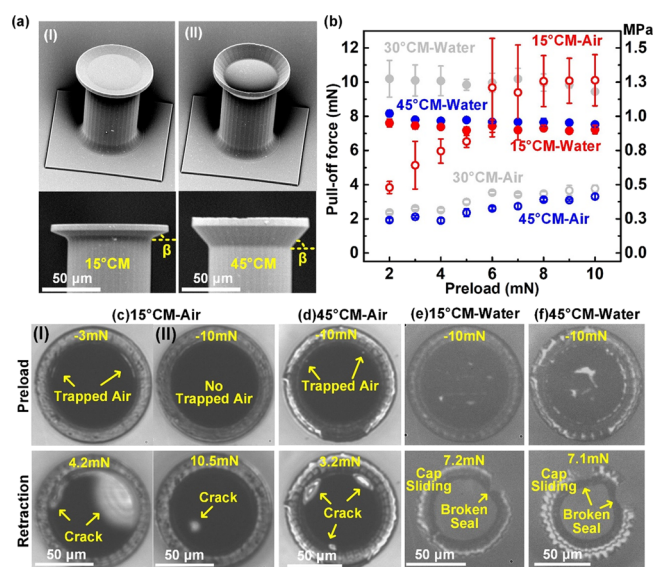 (a)
(I)
(II)
15°CM
β
50 µm
45°CM
β
50 µm
(b)
MPa
Pull-off force (mN)
12
10
8
6
4
2
0
1.5
1.3
1.0
0.8
0.5
0.3
0.0
30°CM-Water
15°CM-Air
45°CM-Water
15°CM-Water
30°CM-Air
45°CM-Air
2 3 4 5 6 7 8 9 10
Preload (mN)
(c)15°CM-Air
(d)45°CM-Air
(e)15°CM-Water
(f)45°CM-Water
Preload
(I)
-3mN
Trapped Air
(II)
-10mN
No
Trapped Air
-10mN
Trapped Air
-10mN
-10mN
Retraction
4.2mN
Crack
50 µm
10.5mN
Crack
3.2mN
Crack
50 µm
7.2mN
Cap
Sliding
Broken
Seal
50 µm
7.1mN
Cap
Sliding
Broken
Seal
50 µm